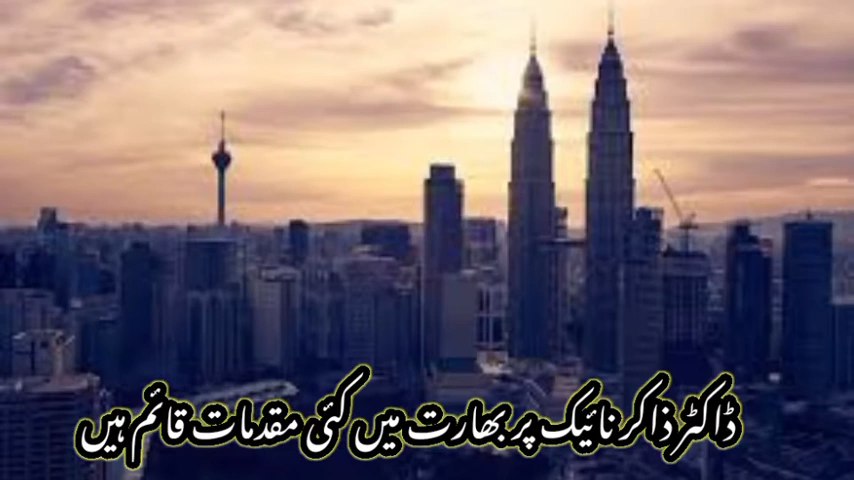 ڈاکٹر ذاکر نائیک پر بھارت میں کئی مقدمات قائم ہیں